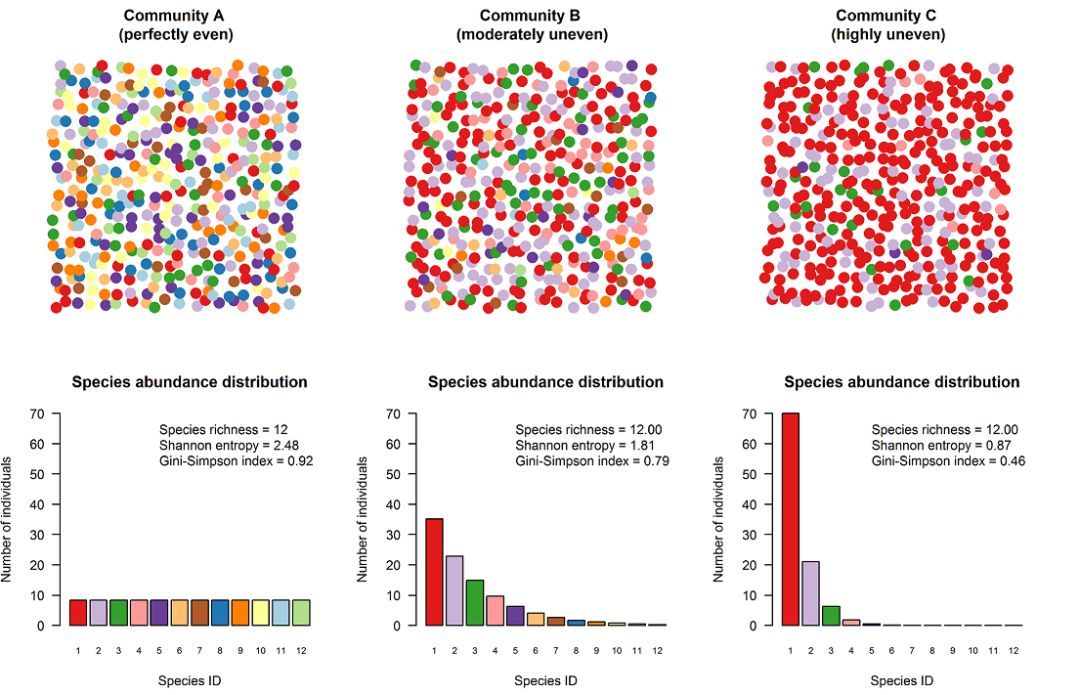 Community A
(perfectly even)
Community B
(moderately uneven)
Community C
(highly uneven)
Species abundance distribution
Species richness = 12
Shannon entropy = 2.48
Gini-Simpson index = 0.92
Number of individuals
70
60
50
40
30
20
10
0
1 2 3 4 5 6 7 8 9 10 11 12
Species ID
Species abundance distribution
Species richness = 12.00
Shannon entropy = 1.81
Gini-Simpson index = 0.79
Number of individuals
70
60
50
40
30
20
10
0
1 2 3 4 5 6 7 8 9 10 11 12
Species ID
Species abundance distribution
Species richness = 12.00
Shannon entropy = 0.87
Gini-Simpson index = 0.46
Number of individuals
70
60
50
40
30
20
10
0
1 2 3 4 5 6 7 8 9 10 11 12
Species ID